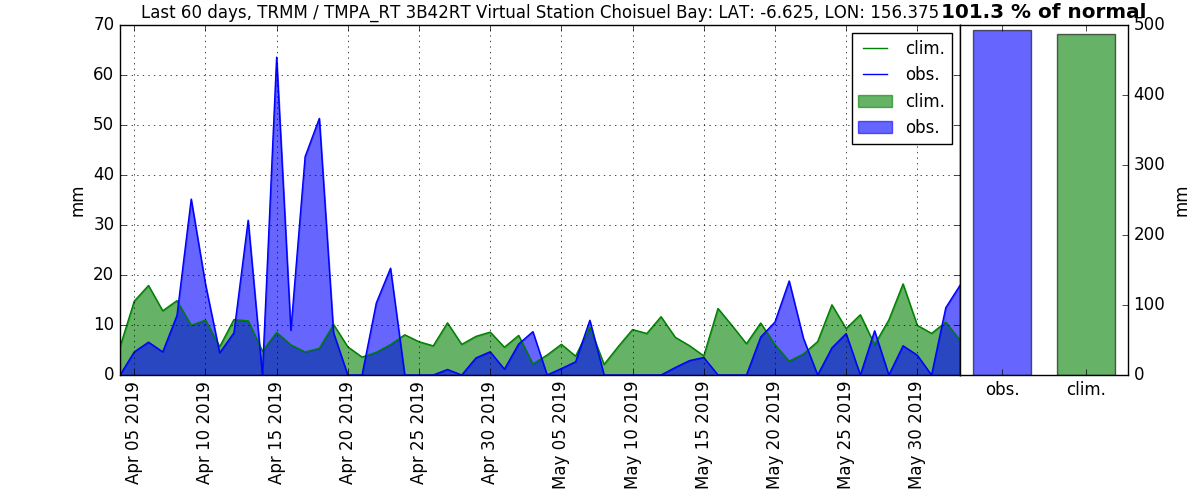 Last 60 days, TRMM / TMPA_RT 3B42RT Virtual Station Choisuel Bay: LAT: -6.625, LON: 156.375
101.3 % of normal
70
60
50
40
30
20
10
0
mm
clim.
obs.
clim.
obs.
Apr 05 2019
Apr 10 2019
Apr 15 2019
Apr 20 2019
Apr 25 2019
Apr 30 2019
May 05 2019
May 10 2019
May 15 2019
May 20 2019
May 25 2019
May 30 2019
500
400
300
200
100
0
mm
obs.
clim.